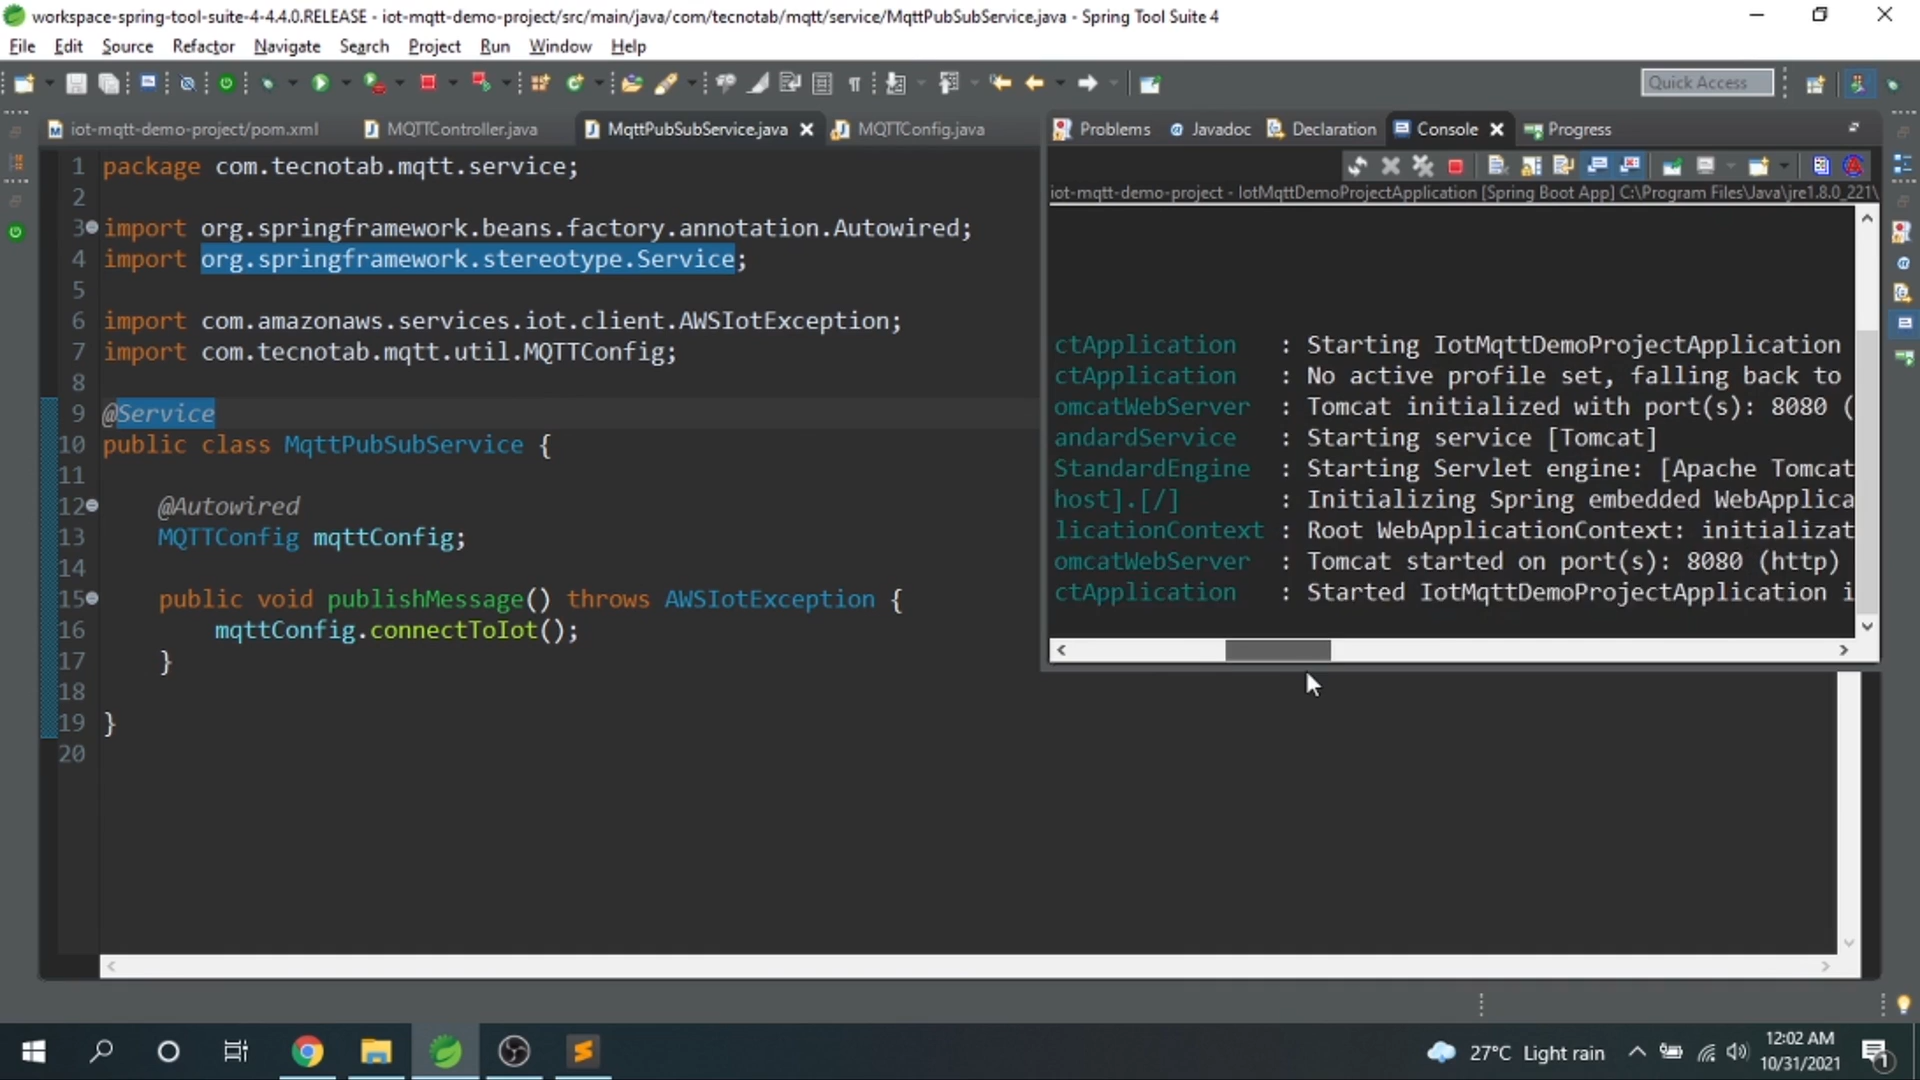 workspace-spring-tool-suite-4-4.4.0.RELEASE - iot-mqtt-demo-project/src/main/java/com/tecnotab/mqtt/service/MqttPubSubService.java - Spring Tool Suite 4
File Edit Source Refactor Navigate Search Project Run Window Help
Quick Access
iot-mqtt-demo-project/pom.xml MQTTController.java MqttPubSubService.java MQTTConfig.java
Problems Javadoc Declaration Console Progress
iot-mqtt-demo-project - IotMqttDemoProjectApplication [Spring Boot App] C:\Program Files\Java\jre1.8.0_221\
1 package com.tecnotab.mqtt.service;
2
3 import org.springframework.beans.factory.annotation.Autowired;
4 import org.springframework.stereotype.Service;
5
6 import com.amazonaws.services.iot.client.AWSIotException;
7 import com.tecnotab.mqtt.util.MQTTConfig;
8
9 @Service
10 public class MqttPubSubService {
11
12 @Autowired
13 MQTTConfig mqttConfig;
14
15 public void publishMessage() throws AWSIotException {
16 mqttConfig.connectToIot();
17 }
18
19 }
20
ctApplication : Starting IotMqttDemoProjectApplication
ctApplication : No active profile set, falling back to
omcatWebServer : Tomcat initialized with port(s): 8080 (
andardService : Starting service [Tomcat]
StandardEngine : Starting Servlet engine: [Apache Tomcat
host].[/] : Initializing Spring embedded WebApplica
licationContext : Root WebApplicationContext: initializat
omcatWebServer : Tomcat started on port(s): 8080 (http)
ctApplication : Started IotMqttDemoProjectApplication i
27°C Light rain
12:02 AM
10/31/2021
1